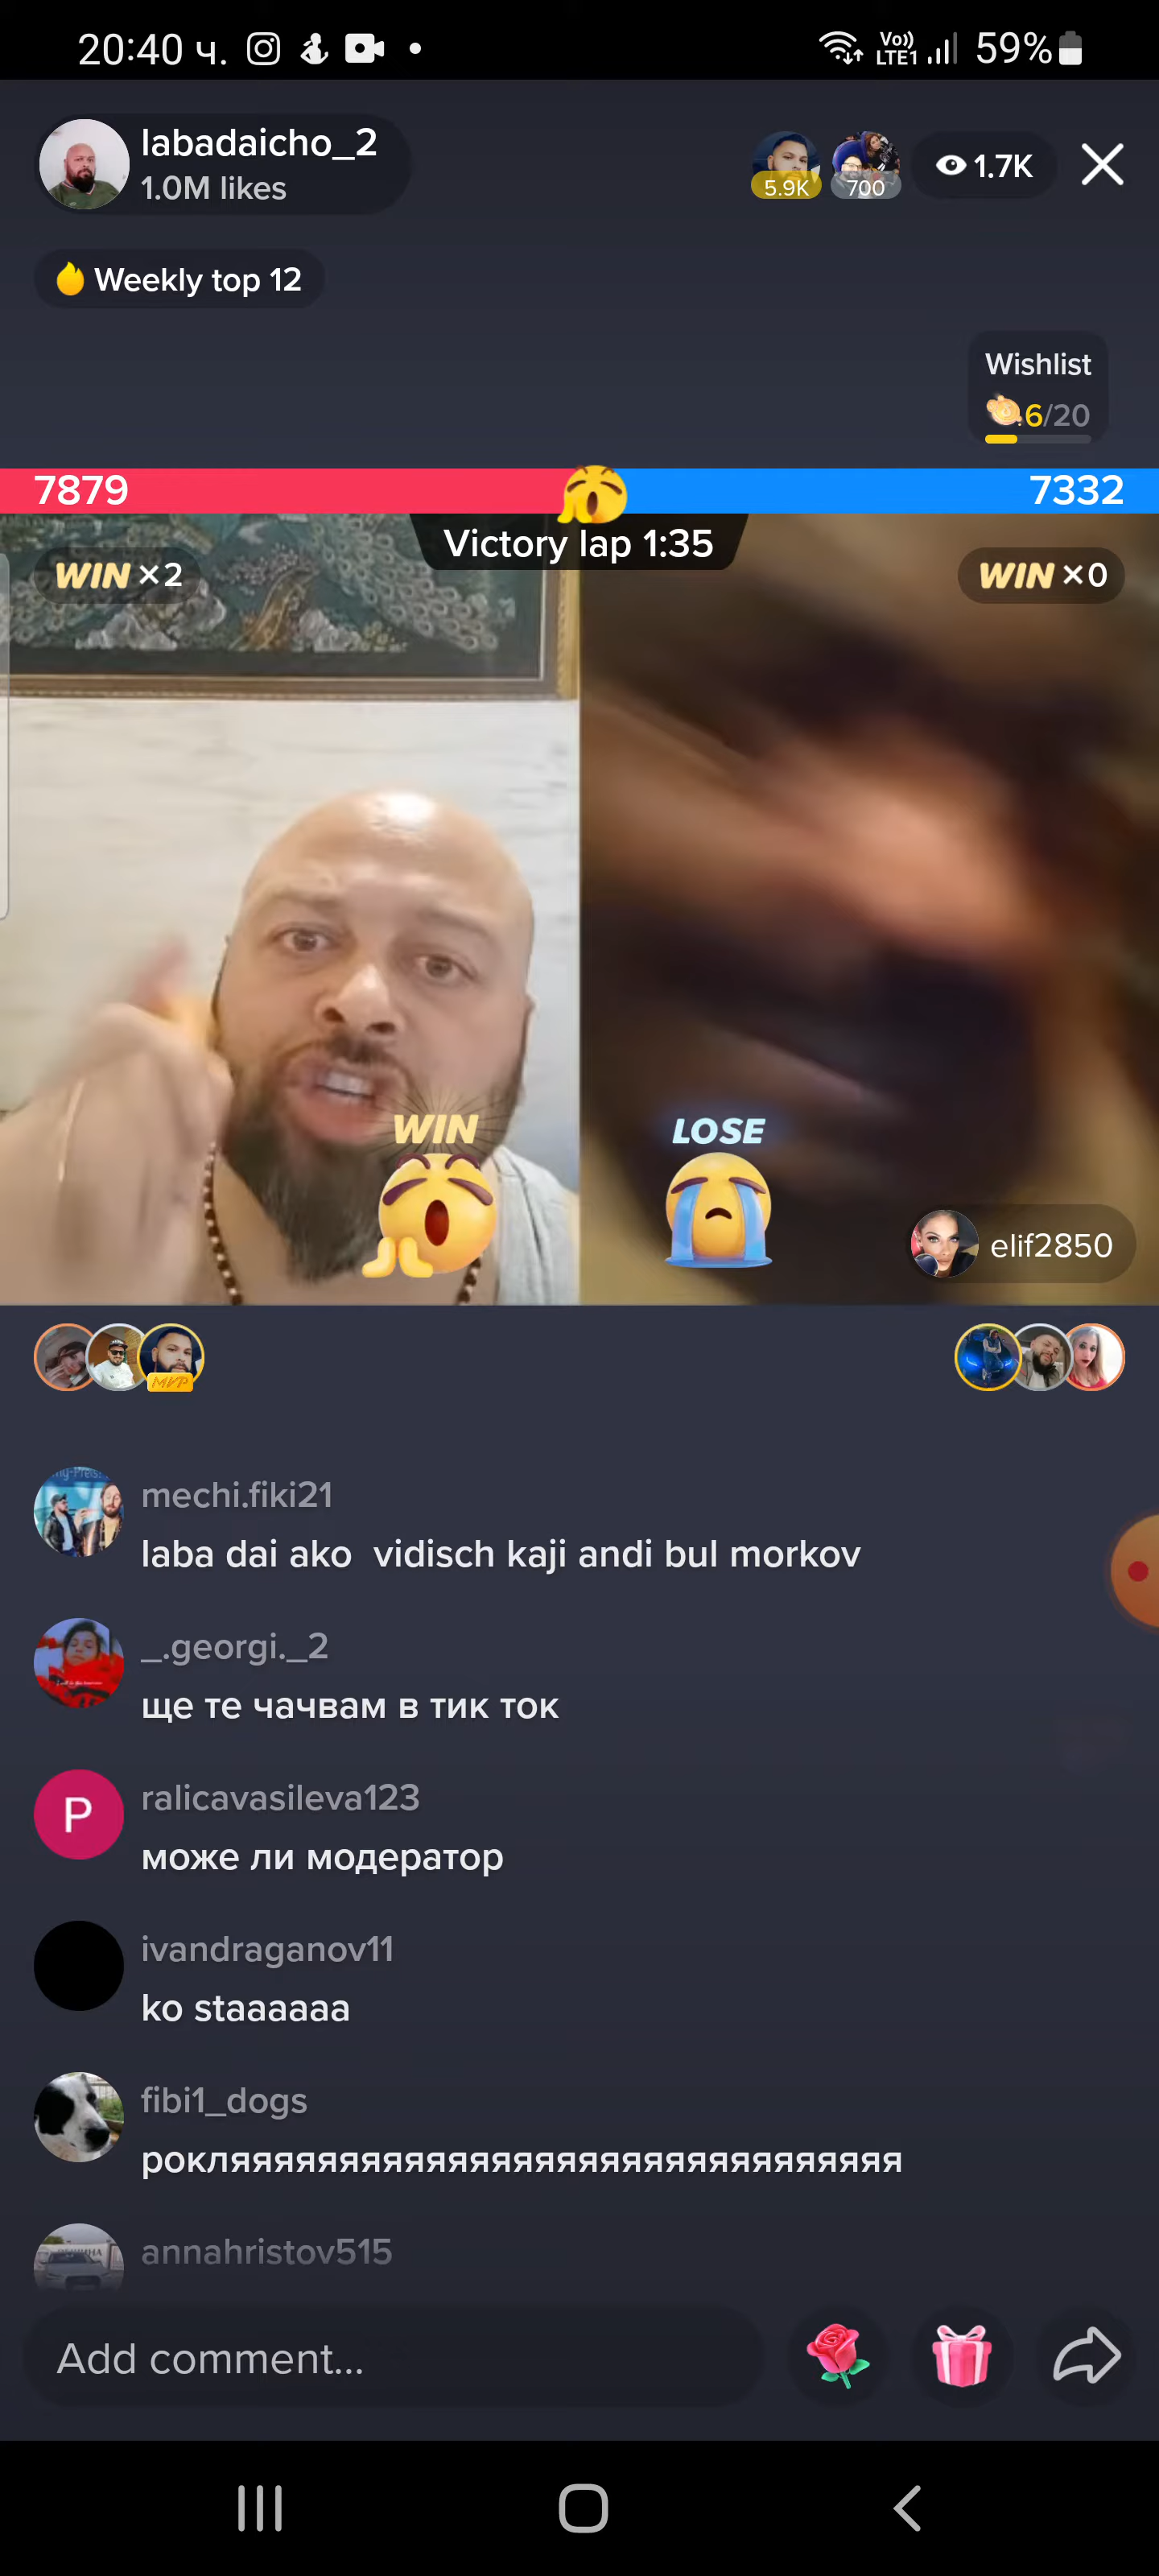 20:40 ч.
Vo))
LTE1
59%
labadaicho_2
1.0M likes
5.9K
700
1.7K
Weekly top 12
Wishlist
6/20
7879
7332
Victory lap 1:35
WIN ×2
WIN ×0
WIN
LOSE
elif2850
MVP
mechi.fiki21
laba dai ako  vidisch kaji andi bul morkov
_.georgi._2
ще те чачвам в тик ток
P
ralicavasileva123
може ли модератор
ivandraganov11
ko staaaaaa
fibi1_dogs
рокляяяяяяяяяяяяяяяяяяяяяяяяяяяяяяя
annahristov515
Add comment...